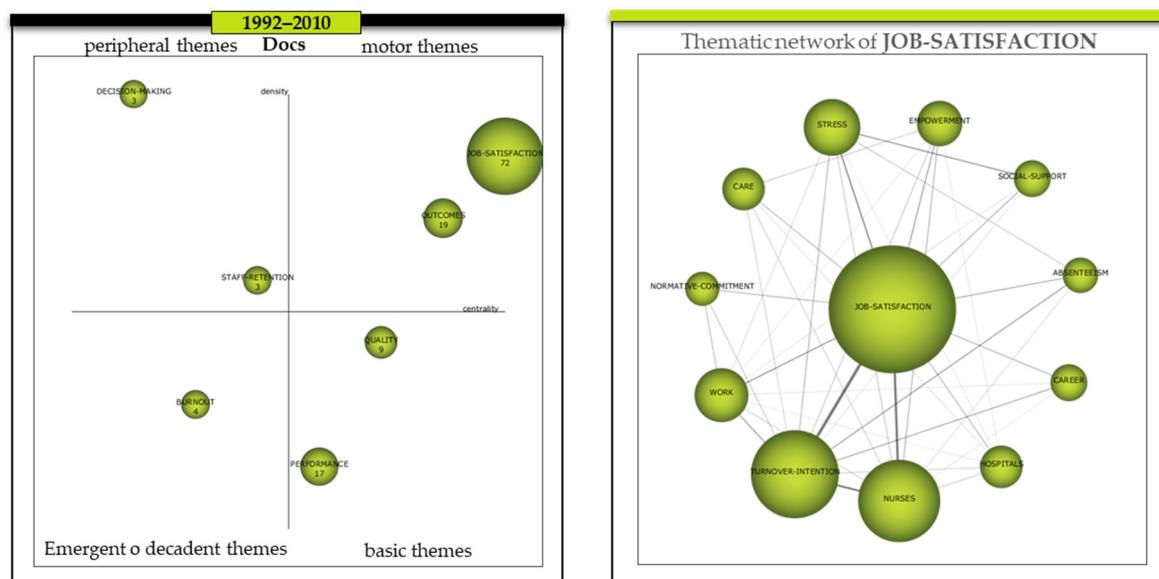 1992–2010
peripheral themes Docs motor themes
DECISION-MAKING
3
density
JOB-SATISFACTION
72
OUTCOMES
19
STAFF-RETENTION
3
centrality
QUALITY
9
BURNOUT
4
PERFORMANCE
17
Emergent o decadent themes basic themes
Thematic network of JOB-SATISFACTION
STRESS
EMPOWERMENT
SOCIAL-SUPPORT
CARE
ABSENTEEISM
NORMATIVE-COMMITMENT
JOB-SATISFACTION
CAREER
WORK
HOSPITALS
TURNOVER-INTENTION
NURSES